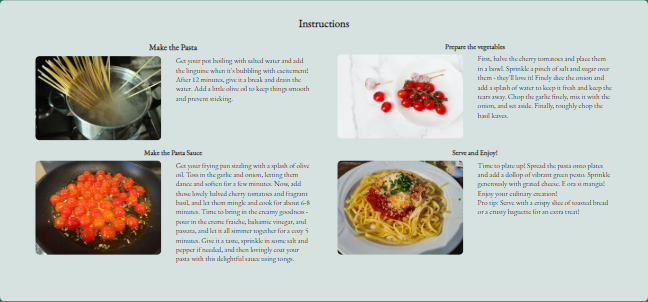 Instructions
Make the Pasta
Get your pot boiling with salted water and add
the linguine when it's bubbling with excitement!
After 12 minutes, give it a break and drain the
water. Add a little olive oil to keep things smooth
and prevent sticking.
Prepare the vegetables
First, halve the cherry tomatoes and place them
in a bowl. Sprinkle a pinch of salt and sugar over
them - they'll love it! Finely dice the onion and
add a splash of water to keep it fresh and keep the
tears away. Chop the garlic finely, mix it with the
onion, and set aside. Finally, roughly chop the
basil leaves.
Make the Pasta Sauce
Get your frying pan sizzling with a splash of olive
oil. Toss in the garlic and onion, letting them
dance and soften for a few minutes. Now, add
those lovely halved cherry tomatoes and fragrant
basil, and let them mingle and cook for about 6-8
minutes. Time to bring in the creamy goodness -
pour in the creme fraiche, balsamic vinegar, and
passata, and let it all simmer together for a cozy 5
minutes. Give it a taste, sprinkle in some salt and
pepper if needed, and then lovingly coat your
pasta with this delightful sauce using tongs.
Serve and Enjoy!
Time to plate up! Spread the pasta onto plates
and add a dollop of vibrant green pesto. Sprinkle
generously with grated cheese. E ora si mangia!
Enjoy your culinary creation!
Pro tip: Serve with a crispy slice of toasted bread
or a crusty baguette for an extra treat!